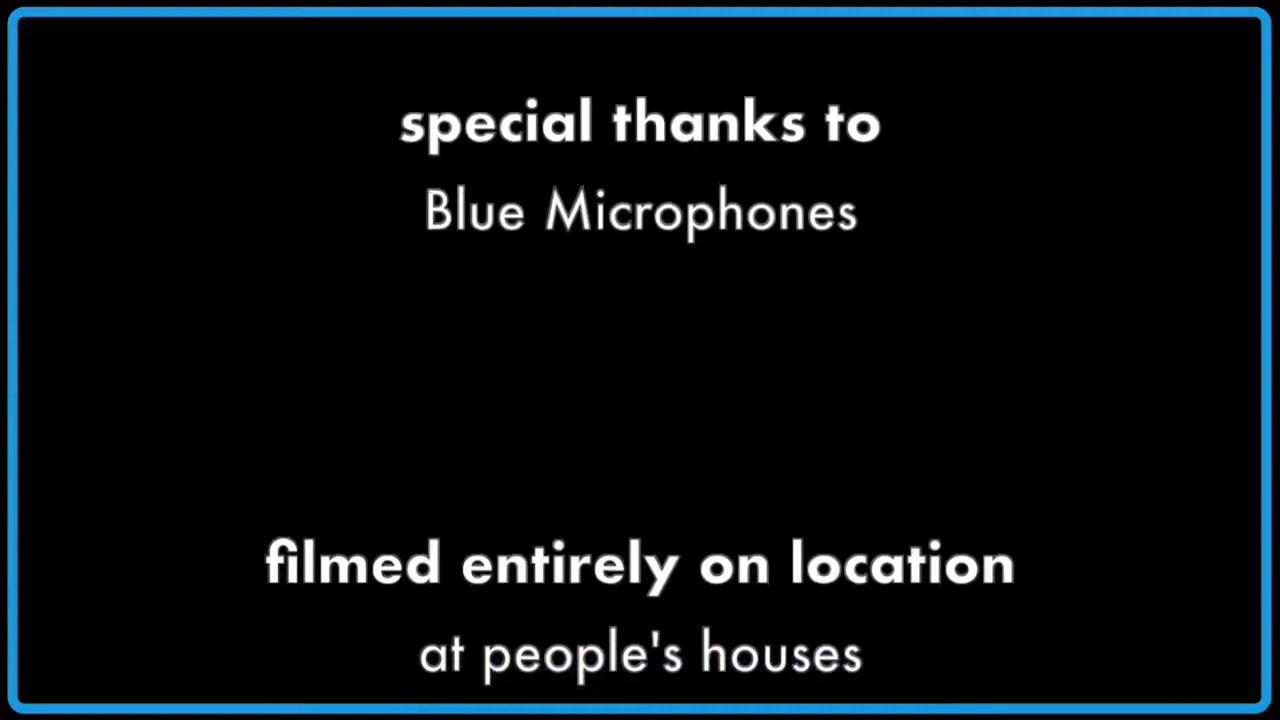 special thanks to
Blue Microphones
filmed entirely on location
at people's houses